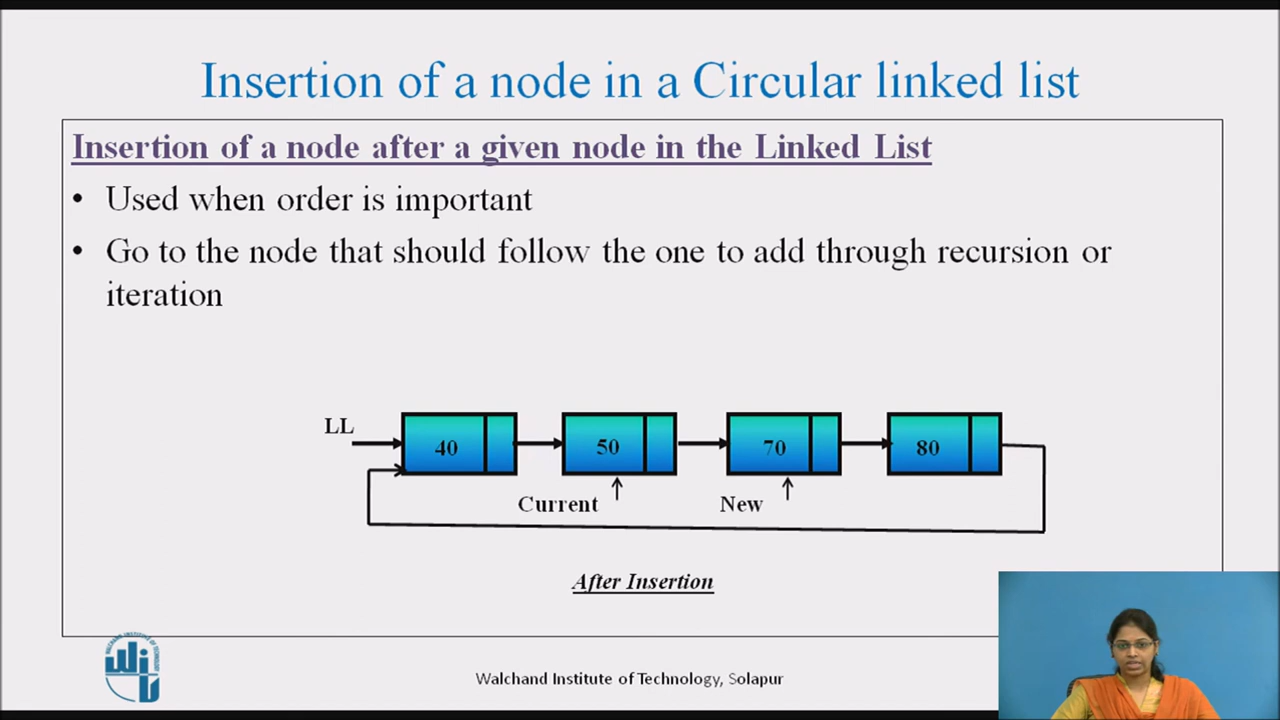 Insertion of a node in a Circular linked list
Insertion of a node after a given node in the Linked List
• Used when order is important
• Go to the node that should follow the one to add through recursion or
iteration
LL
40 50 70 80
Current New
After Insertion
Walchand Institute of Technology, Solapur